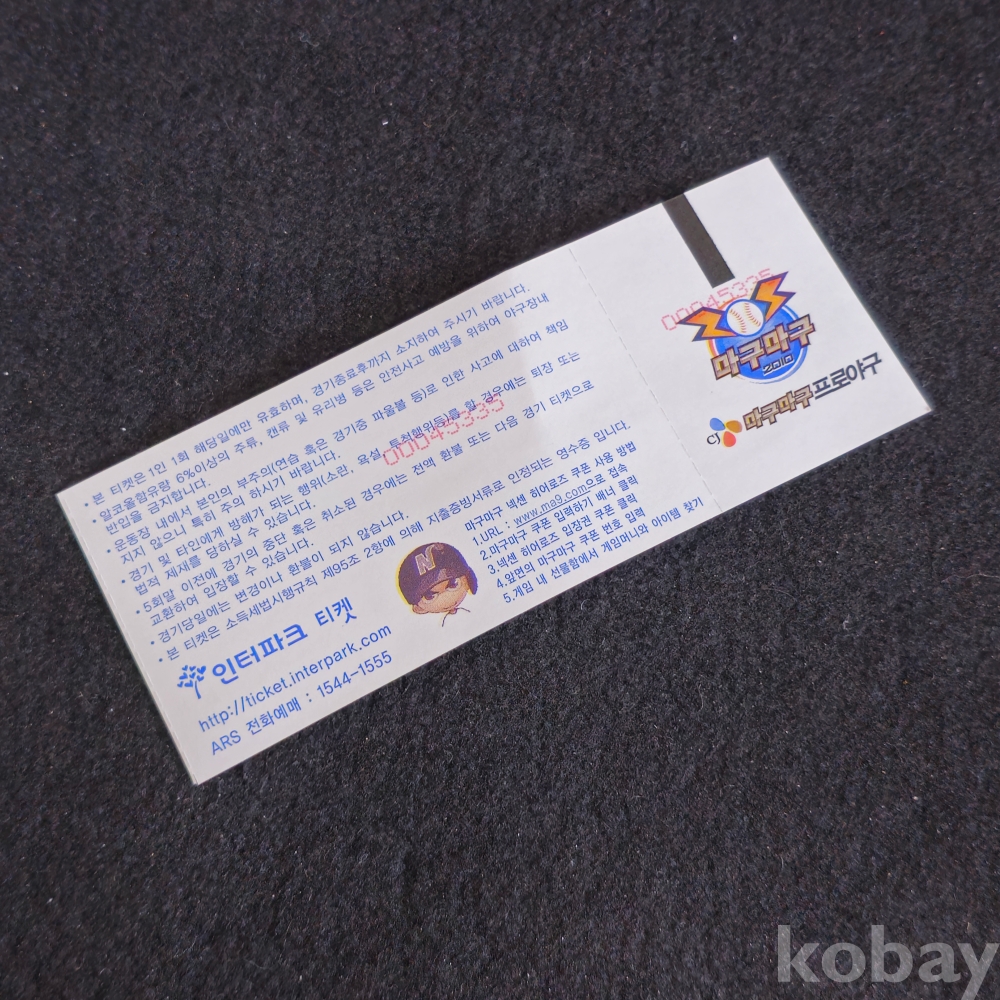 • 본 티켓은 1인 1회 해당일에만 유효하며, 경기종료후까지 소지하여 주시기 바랍니다.
• 알코올함유량 6%이상의 주류, 캔류 및 유리병 등은 안전사고 예방을 위하여 야구장내
반입을 금지합니다.
• 운동장 내에서 본인의 부주의(연습 혹은 경기중 파울볼 등)로 인한 사고에 대하여 책임
지지 않으니, 특히 주의 하시기 바랍니다.
• 경기 및 타인에게 방해가 되는 행위(소란, 욕설, 투척행위등)를 할 경우에는 퇴장 또는
법적 제재를 당하실 수 있습니다.
• 5회말 이전에 경기의 중단 혹은 취소된 경우에는 전액 환불 또는 다음 경기 티켓으로
교환하여 입장할 수 있습니다.
• 경기당일에는 변경이나 환불이 되지 않습니다.
• 본 티켓은 소득세법시행규칙 제95조 2항에 의해 지출증빙서류로 인정되는 영수증 입니다.
00045335
인터파크 티켓
http://ticket.interpark.com
ARS 전화예매 : 1544-1555
N
마구마구 넥센 히어로즈 쿠폰 사용 방법
1.URL : www.ma9.com으로 접속
2.마구마구 쿠폰 입력하기 배너 클릭
3.넥센 히어로즈 입장권 쿠폰 클릭
4.앞면의 마구마구 쿠폰 번호 입력
5.게임 내 선물함에서 게임머니와 아이템 찾기
00045335
마구마구
2010
CJ 마구마구프로야구
kobay